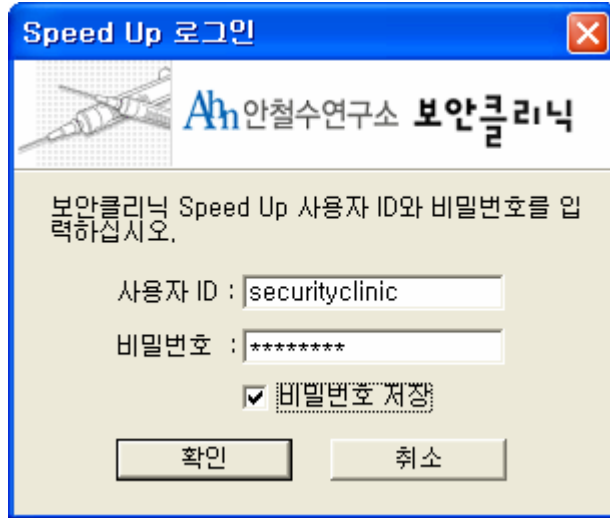 Speed Up 로그인
Ahn 안철수연구소 보안클리닉
보안클리닉 Speed Up 사용자 ID와 비밀번호를 입
력하십시오.
사용자 ID : securityclinic
비밀번호 : ********
비밀번호 저장
확인 취소